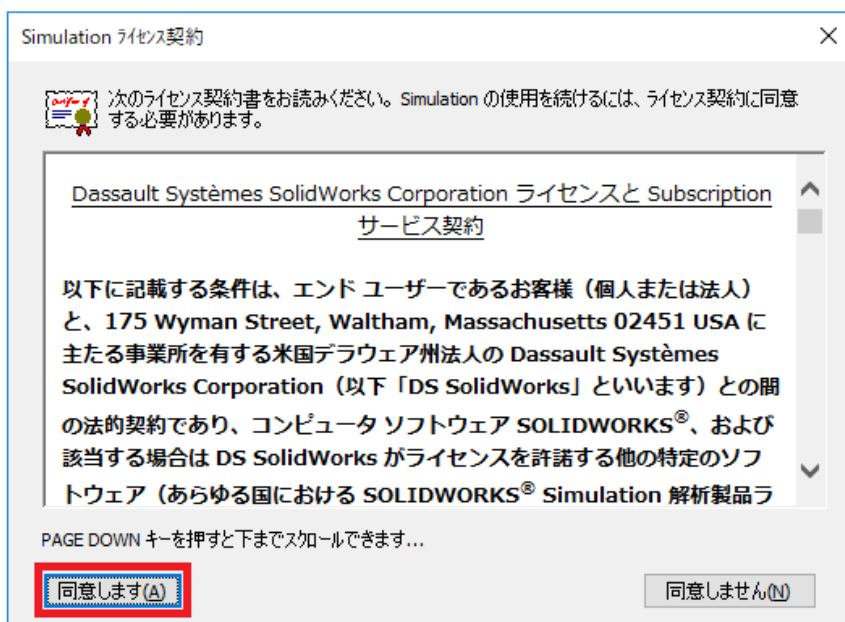 Simulation ライセンス契約
次のライセンス契約書をお読みください。Simulation の使用を続けるには、ライセンス契約に同意
する必要があります。
Dassault Systèmes SolidWorks Corporation ライセンスと Subscription
サービス契約
以下に記載する条件は、エンド ユーザーであるお客様（個人または法人）
と、175 Wyman Street, Waltham, Massachusetts 02451 USA に
主たる事業所を有する米国デラウェア州法人の Dassault Systèmes
SolidWorks Corporation（以下「DS SolidWorks」といいます）との間
の法的契約であり、コンピュータ ソフトウェア SOLIDWORKS®、および
該当する場合は DS SolidWorks がライセンスを許諾する他の特定のソフ
トウェア（あらゆる国における SOLIDWORKS® Simulation 解析製品ラ
PAGE DOWN キーを押すと下までスクロールできます...
同意します(A)
同意しません(N)